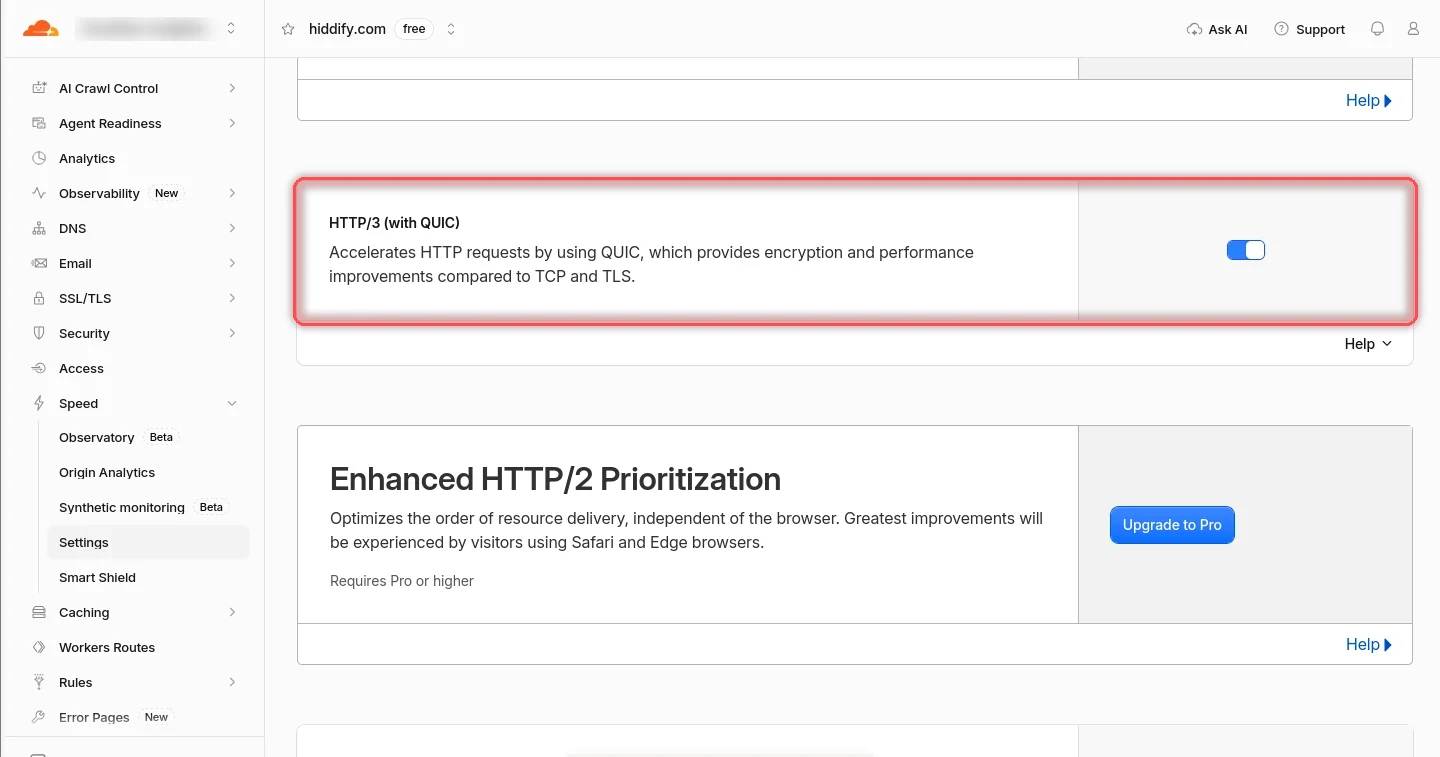 hiddify.com free
Ask AI
Support
AI Crawl Control
Agent Readiness
Analytics
Observability New
DNS
Email
SSL/TLS
Security
Access
Speed
Observatory Beta
Origin Analytics
Synthetic monitoring Beta
Settings
Smart Shield
Caching
Workers Routes
Rules
Error Pages New
Help
HTTP/3 (with QUIC)
Accelerates HTTP requests by using QUIC, which provides encryption and performance
improvements compared to TCP and TLS.
Help
Enhanced HTTP/2 Prioritization
Optimizes the order of resource delivery, independent of the browser. Greatest improvements will
be experienced by visitors using Safari and Edge browsers.
Requires Pro or higher
Upgrade to Pro
Help